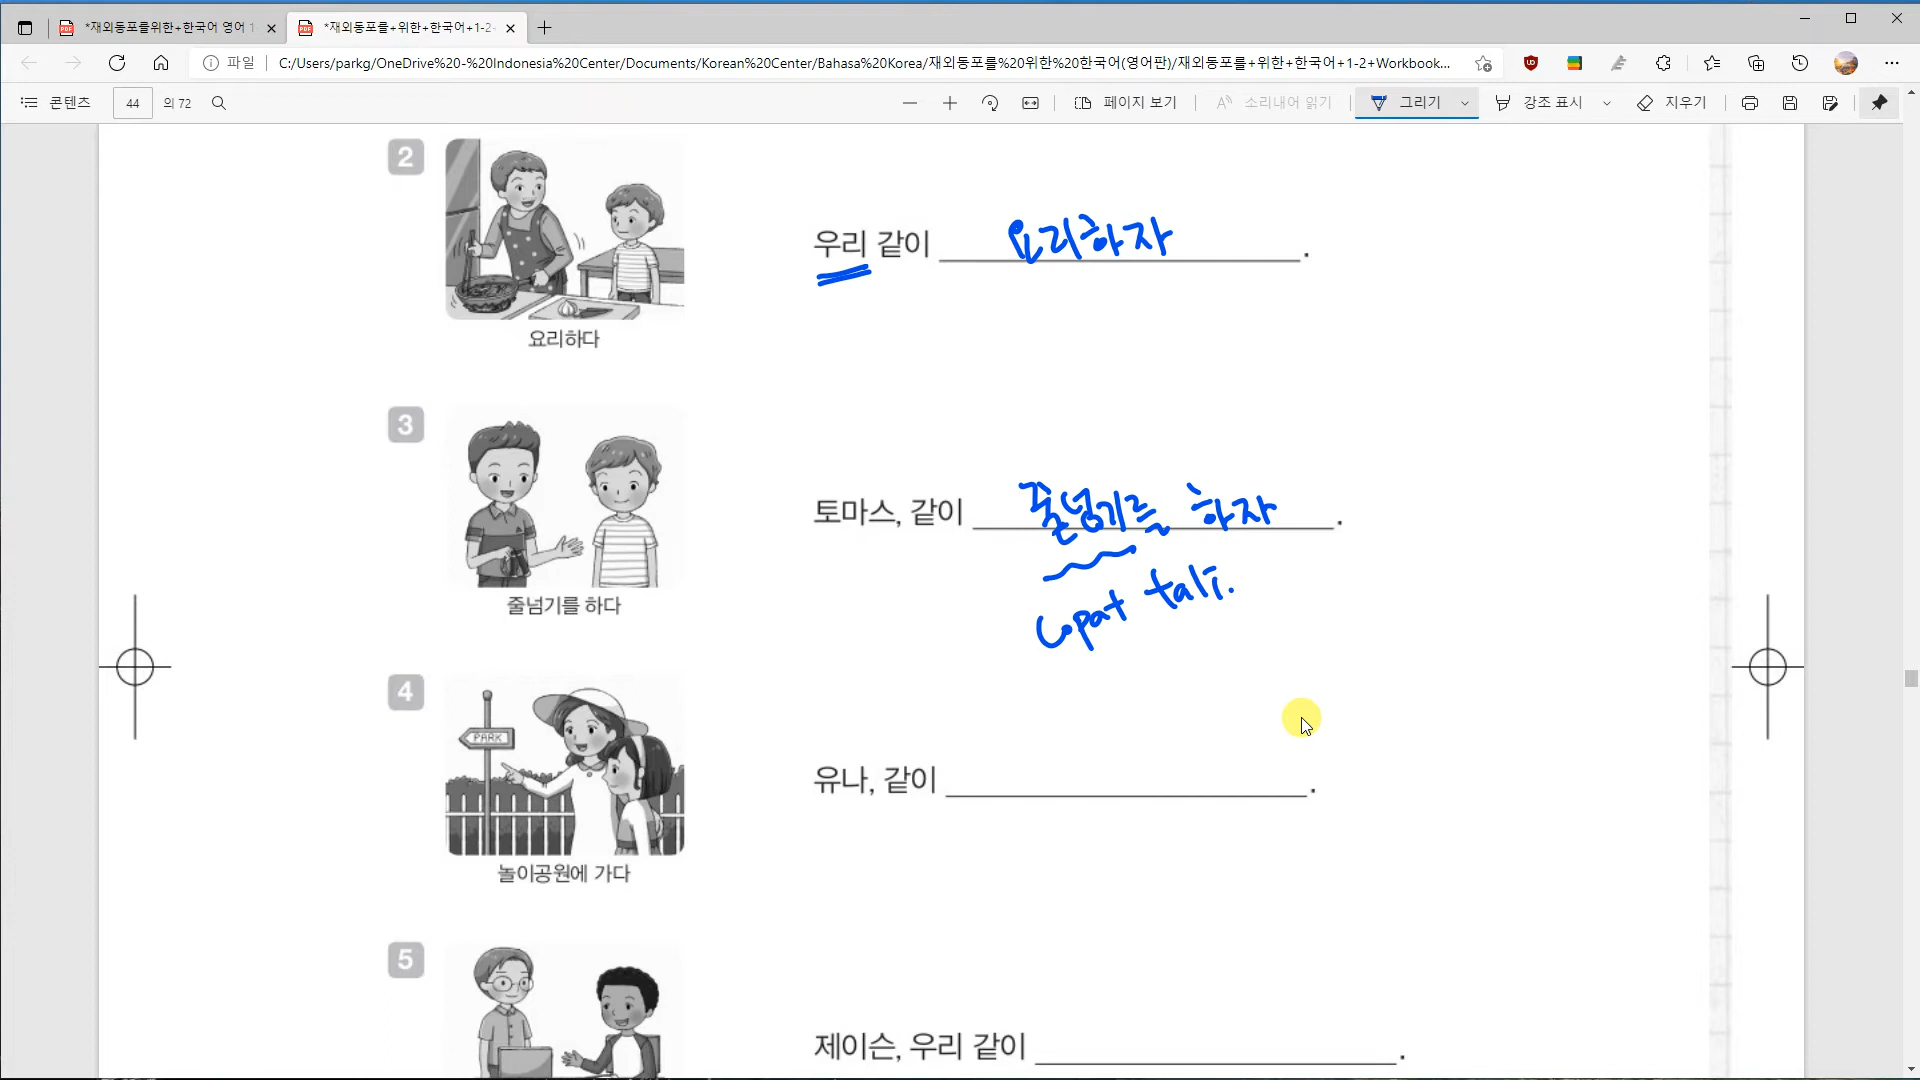 *재외동포를위한+한국어 영어 1
*재외동포를+위한+한국어+1-2-
파일
C:/Users/parkg/OneDrive%20-%20Indonesia%20Center/Documents/Korean%20Center/Bahasa%20Korea/재외동포를%20위한%20한국어(영어판)/재외동포를+위한+한국어+1-2+Workbook...
콘텐츠 44 의 72 페이지 보기 소리내어 읽기 그리기 강조 표시 지우기
2
우리 같이 요리하자.
요리하다
3
토마스, 같이 줄넘기를 하자.
줄넘기를 하다
Lopat tali.
4
PARK
유나, 같이 ______.
놀이공원에 가다
5
제이슨, 우리 같이 ______.